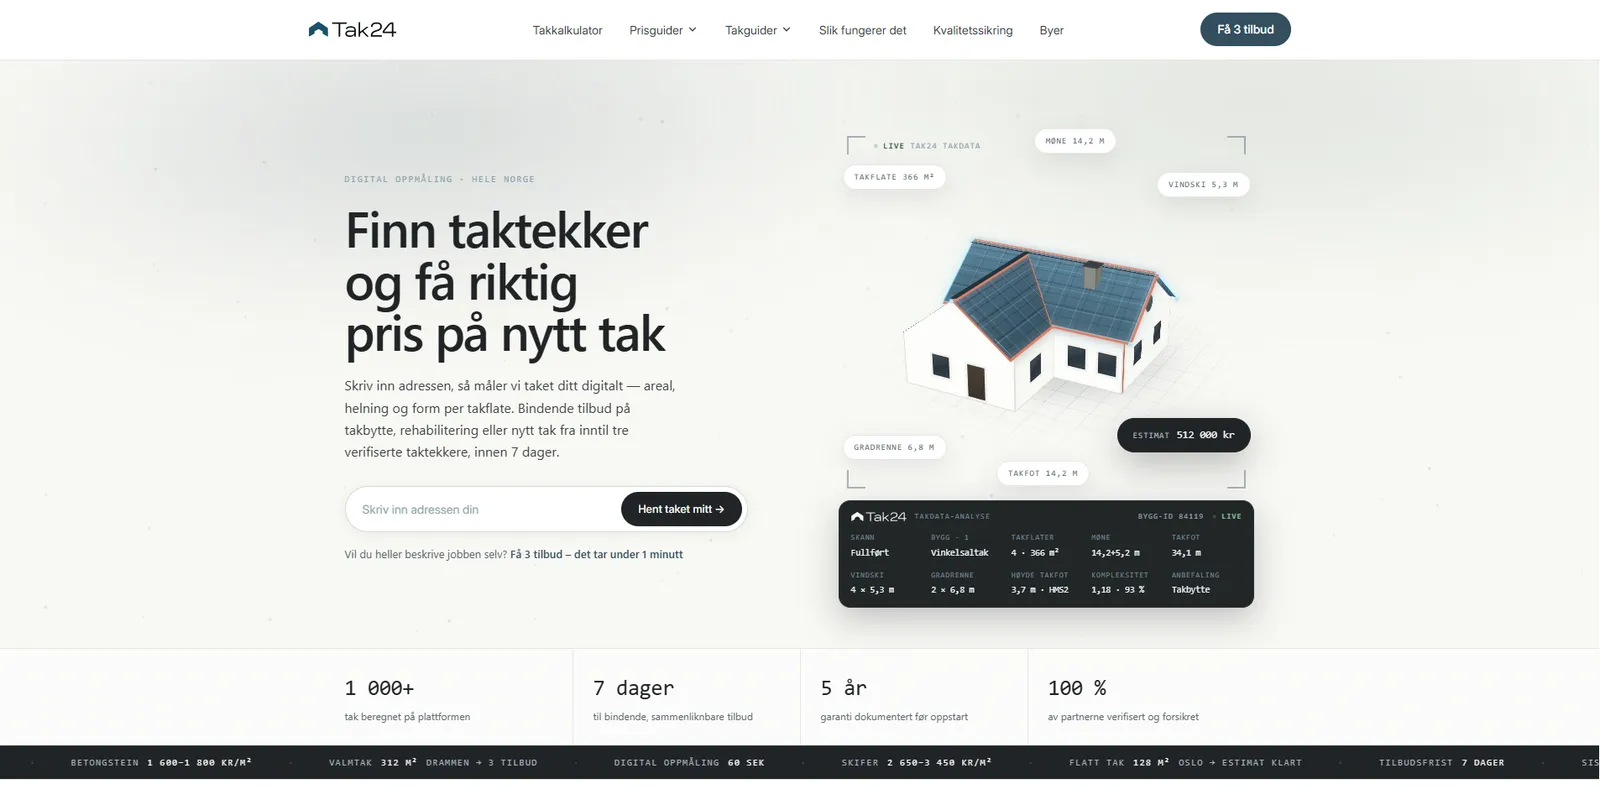 Tak24
Takkalkulator
Prisguider
Takguider
Slik fungerer det
Kvalitetssikring
Byer
Få 3 tilbud
DIGITAL OPPMÅLING · HELE NORGE
Finn taktekker
og få riktig
pris på nytt tak
Skriv inn adressen, så måler vi taket ditt digitalt — areal,
helning og form per takflate. Bindende tilbud på
takbytte, rehabilitering eller nytt tak fra inntil tre
verifiserte taktekkere, innen 7 dager.
Skriv inn adressen din
Hent taket mitt →
Vil du heller beskrive jobben selv? Få 3 tilbud – det tar under 1 minutt
LIVE TAK24 TAKDATA
MØNE 14,2 M
TAKFLATE 366 M²
VINDSKI 5,3 M
ESTIMAT 512 000 kr
GRADRENNE 6,8 M
TAKFOT 14,2 M
Tak24 TAKDATA-ANALYSE
BYGG-ID 84119 LIVE
SKANN BYGG · 1 TAKFLATER MØNE TAKFOT
Fullført Vinkelsaltak 4 · 366 m² 14,2+5,2 m 34,1 m
VINDSKI GRADRENNE HØYDE TAKFOT KOMPLEKSITET ANBEFALING
4 × 5,3 m 2 × 6,8 m 3,7 m · HMS2 1,18 · 93 % Takbytte
1 000+
tak beregnet på plattformen
7 dager
til bindende, sammenliknbare tilbud
5 år
garanti dokumentert før oppstart
100 %
av partnerne verifisert og forsikret
· BETONGSTEIN 1 600–1 800 KR/M² · VALMTAK 312 M² DRAMMEN → 3 TILBUD · DIGITAL OPPMÅLING 60 SEK · SKIFER 2 650–3 450 KR/M² · FLATT TAK 128 M² OSLO → ESTIMAT KLART · TILBUDSFRIST 7 DAGER · SIS